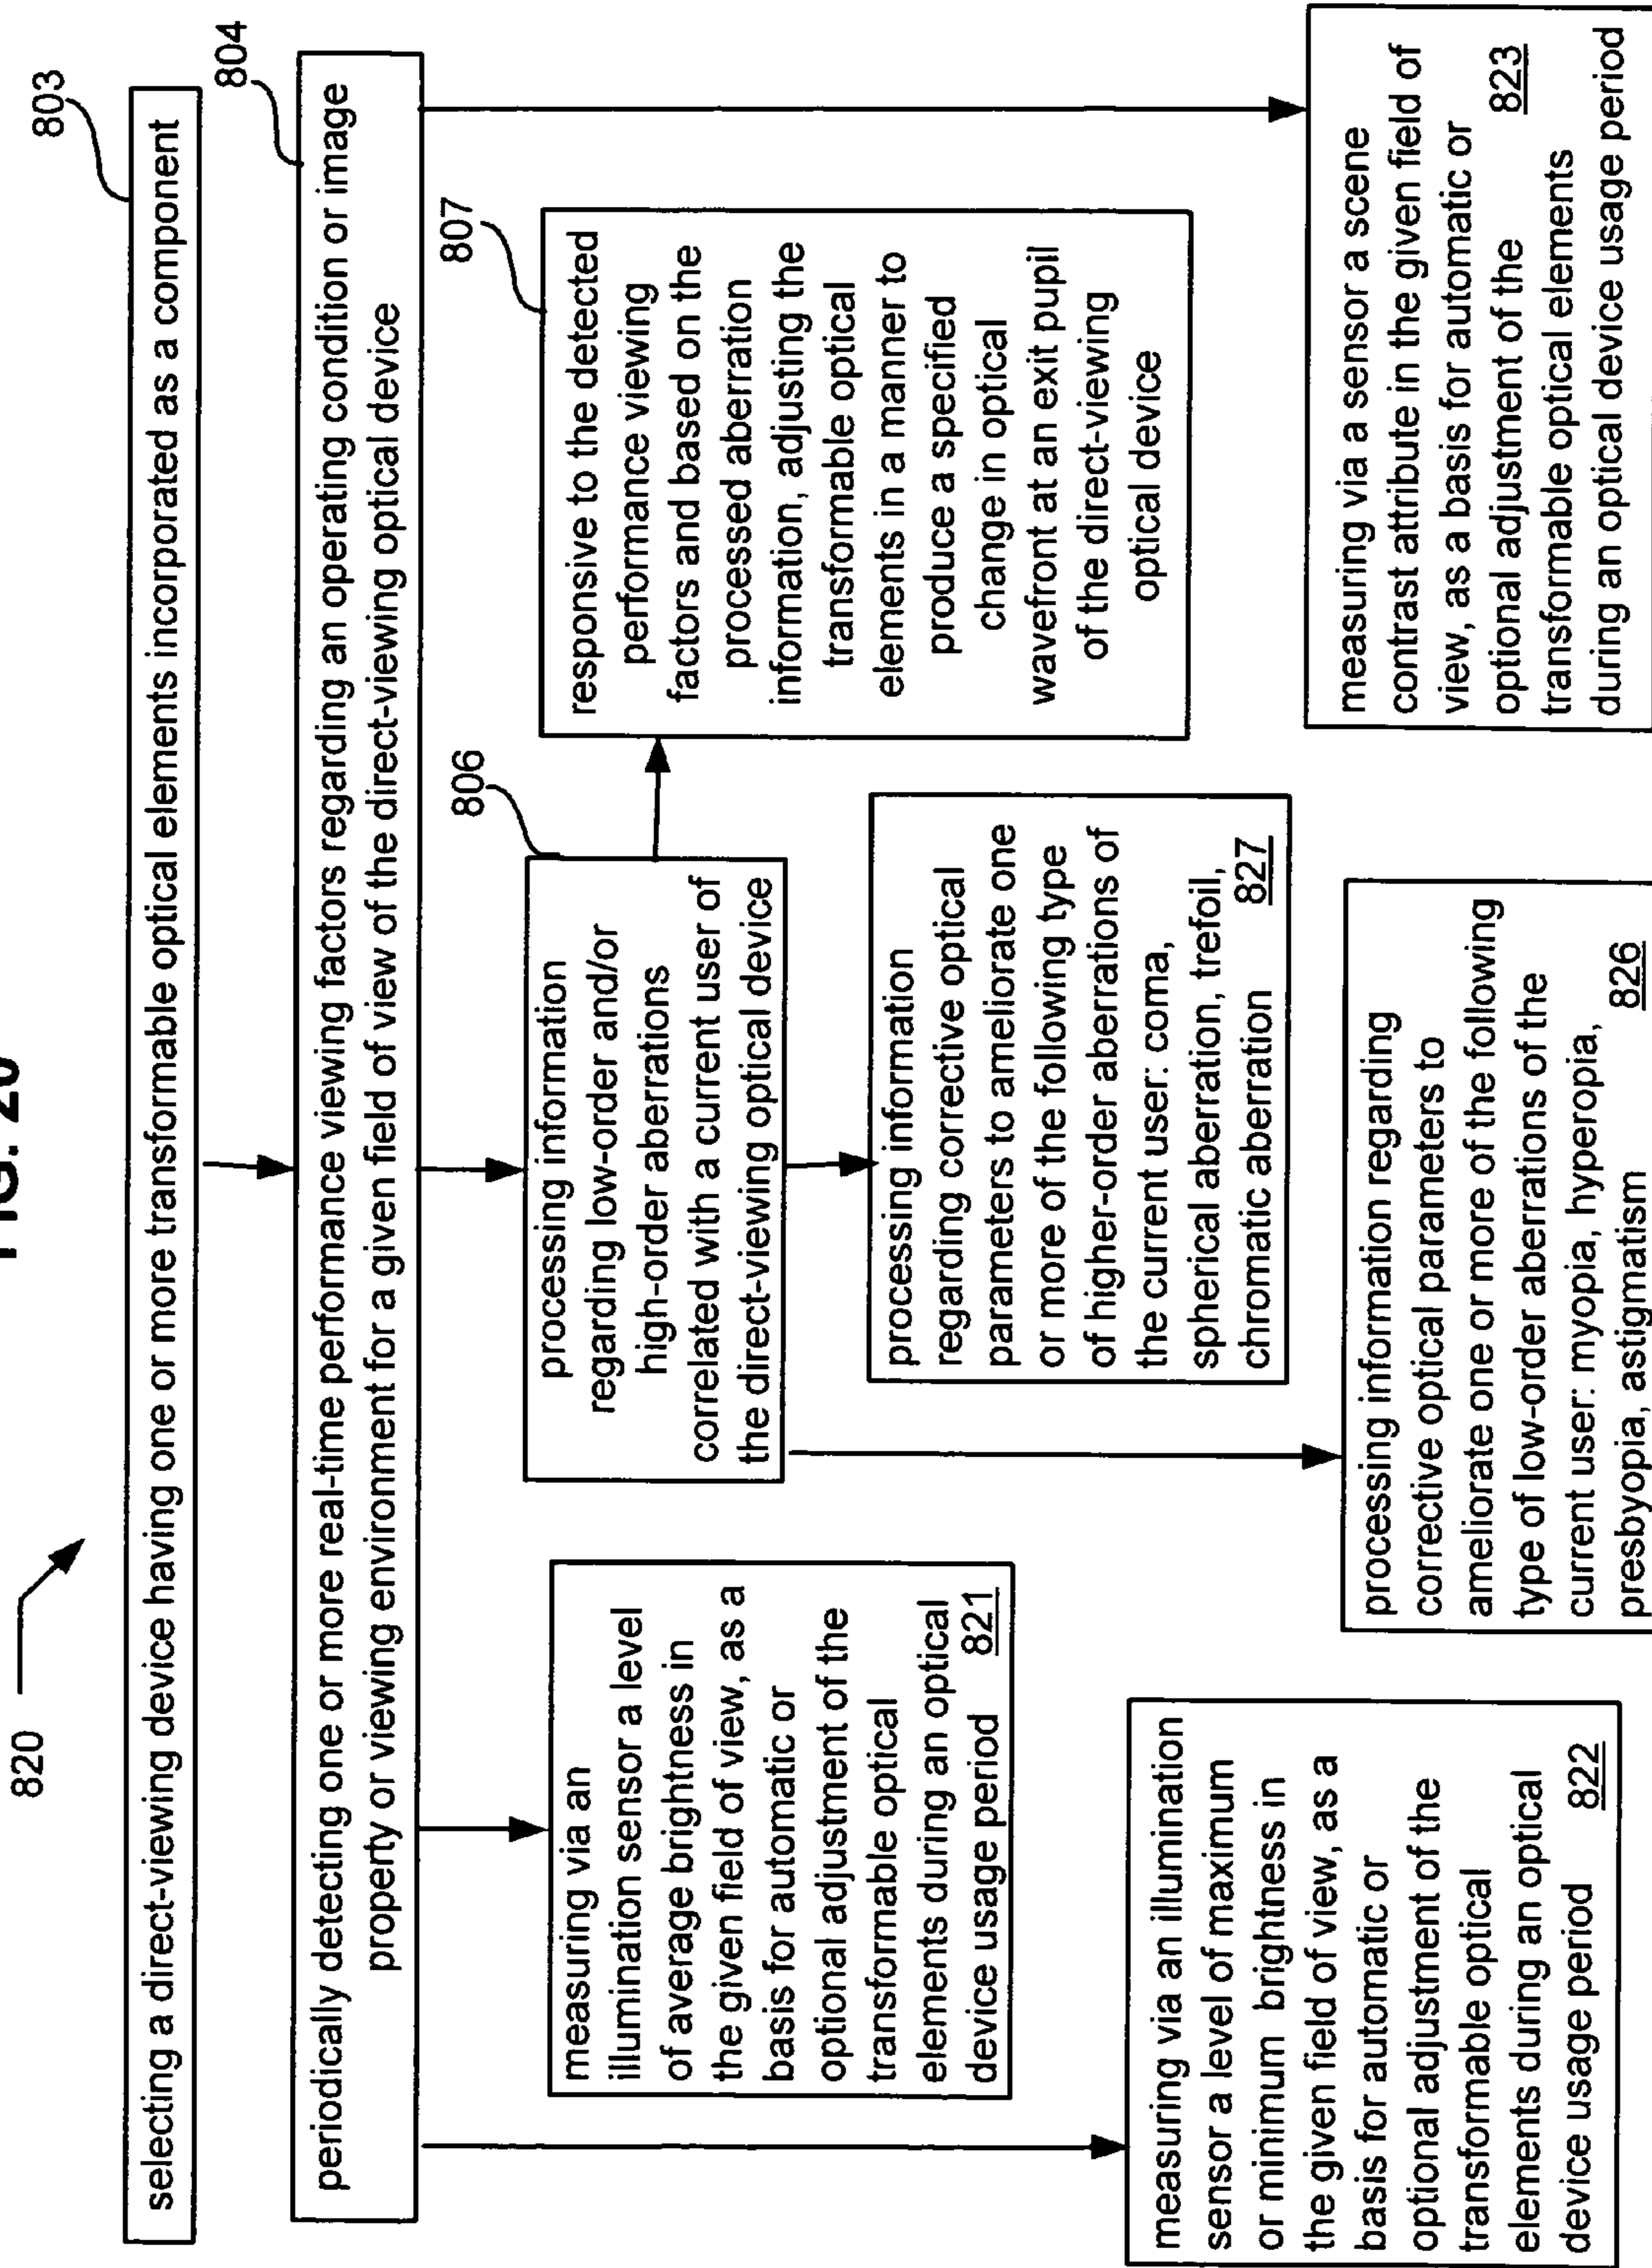 FIG. 20
820
803
selecting a direct-viewing device having one or more transformable optical elements incorporated as a component
804
periodically detecting one or more real-time performance viewing factors regarding an operating condition or image
property or viewing environment for a given field of view of the direct-viewing optical device
measuring via an
illumination sensor a level
of average brightness in
the given field of view, as a
basis for automatic or
optional adjustment of the
transformable optical
elements during an optical
device usage period 821
806
processing information
regarding low-order and/or
high-order aberrations
correlated with a current user of
the direct-viewing optical device
807
responsive to the detected
performance viewing
factors and based on the
processed aberration
information, adjusting the
transformable optical
elements in a manner to
produce a specified
change in optical
wavefront at an exit pupil
of the direct-viewing
optical device
processing information
regarding corrective optical
parameters to ameliorate one
or more of the following type
of higher-order aberrations of
the current user: coma,
spherical aberration, trefoil,
chromatic aberration 827
measuring via an illumination
sensor a level of maximum
or minimum brightness in
the given field of view, as a
basis for automatic or
optional adjustment of the
transformable optical
elements during an optical
device usage period 822
processing information regarding
corrective optical parameters to
ameliorate one or more of the following
type of low-order aberrations of the
current user: myopia, hyperopia,
presbyopia, astigmatism 826
measuring via a sensor a scene
contrast attribute in the given field of
view, as a basis for automatic or
optional adjustment of the 823
transformable optical elements
during an optical device usage period